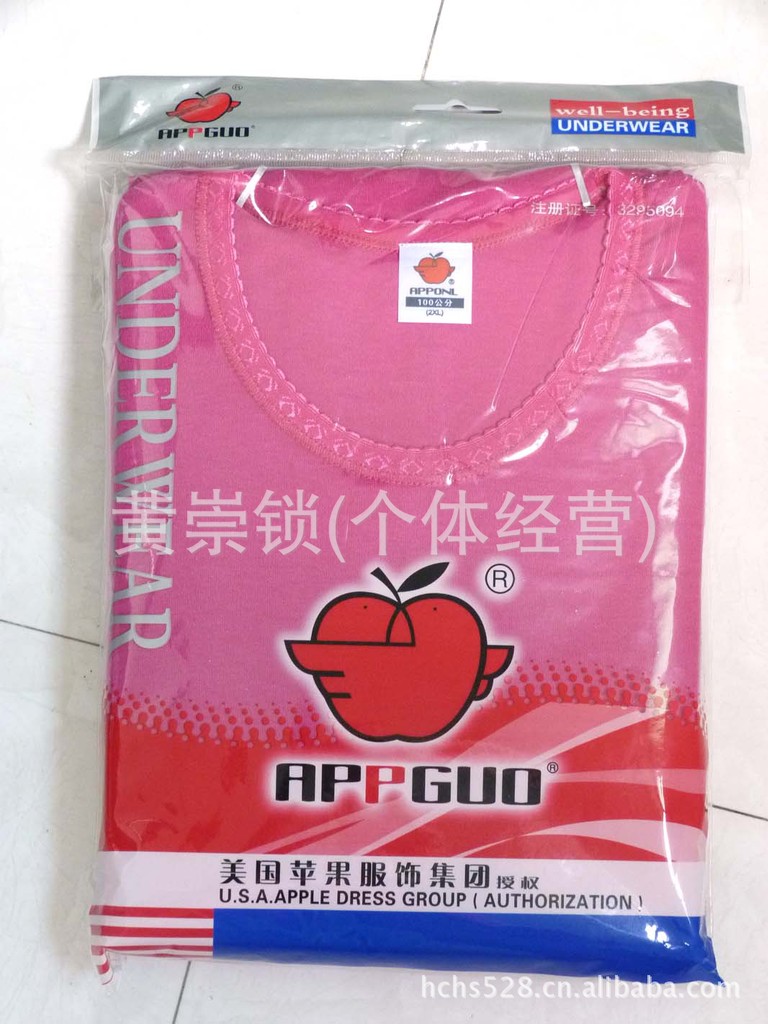 ®
APPGUO®
well-being
UNDERWEAR
注册证号：3295094
UNDERWEAR
®
APPONL
100公分
(2XL)
黄崇锁(个体经营)
®
APPGUO®
美国苹果服饰集团授权
U.S.A.APPLE DRESS GROUP ( AUTHORIZATION )
hchs528.cn.alibaba.com